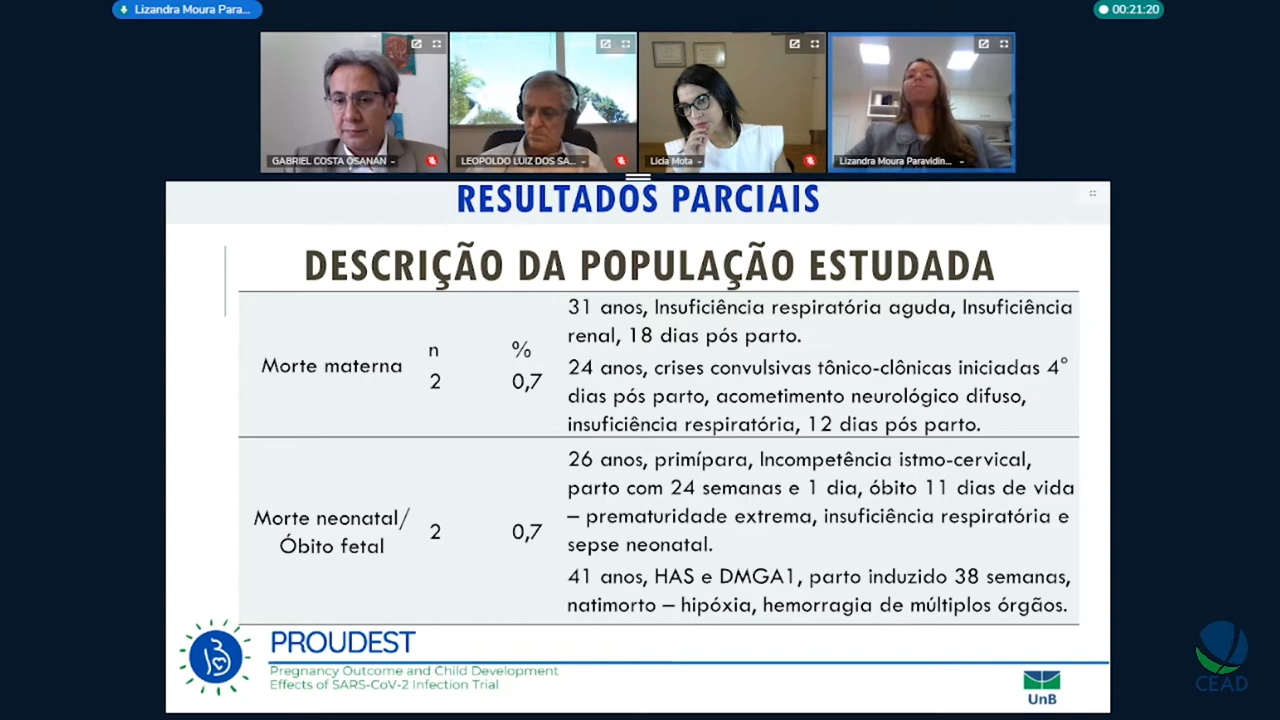 Lizandra Moura Para...
00:21:20
GABRIEL COSTA OSANAN
LEOPOLDO LUIZ DOS SA...
Licia Mota
Lizandra Moura Paravidin...
RESULTADOS PARCIAIS
DESCRIÇÃO DA POPULAÇÃO ESTUDADA
Morte materna
n
2
%
0,7
31 anos, Insuficiência respiratória aguda, Insuficiência
renal, 18 dias pós parto.
24 anos, crises convulsivas tônico-clônicas iniciadas 4°
dias pós parto, acometimento neurológico difuso,
insuficiência respiratória, 12 dias pós parto.
Morte neonatal/
Óbito fetal
2
0,7
26 anos, primípara, Incompetência istmo-cervical,
parto com 24 semanas e 1 dia, óbito 11 dias de vida
– prematuridade extrema, insuficiência respiratória e
sepse neonatal.
41 anos, HAS e DMGA1, parto induzido 38 semanas,
natimorto – hipóxia, hemorragia de múltiplos órgãos.
PROUDEST
Pregnancy Outcome and Child Development
Effects of SARS-CoV-2 Infection Trial
UnB
CEAD